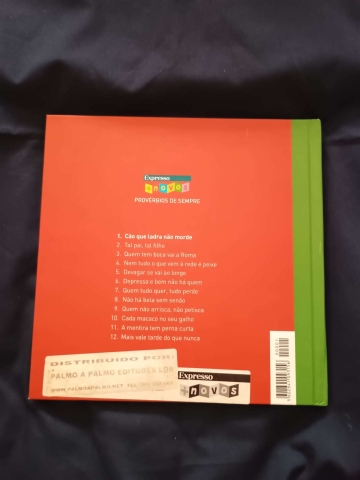 Expresso
+novos
PROVÉRBIOS DE SEMPRE
1. Cão que ladra não morde
2. Tal pai, tal filho
3. Quem tem boca vai a Roma
4. Nem tudo o que vem à rede é peixe
5. Devagar se vai ao longe
6. Depressa e bem não há quem
7. Quem tudo quer, tudo perde
8. Não há bela sem senão
9. Quem não arrisca, não petisca
10. Cada macaco no seu galho
11. A mentira tem perna curta
12. Mais vale tarde do que nunca
DISTRIBUIDO POR:
PALMO A PALMO EDITORES LDA
Expresso
+novos